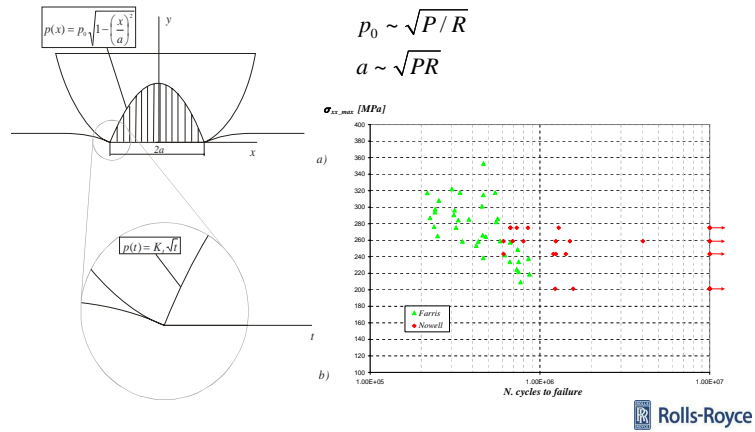 p(x) = p₀√1−(x/a)²
y
x
2a
a)
p(t) = Kₜ√t
t
b)
p₀ ~ √P / R
a ~ √PR
σxx_max [MPa]
400
380
360
340
320
300
280
260
240
220
200
180
160
140
120
100
Farris
Nowell
1.00E+05
1.00E+06
1.00E+07
N. cycles to failure
R
R
Rolls-Royce